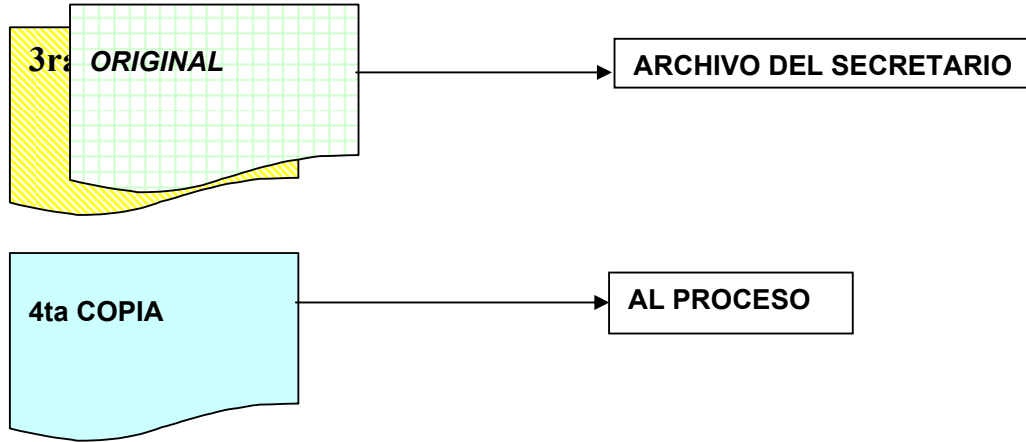 3ra
ORIGINAL
ARCHIVO DEL SECRETARIO
4ta COPIA
AL PROCESO